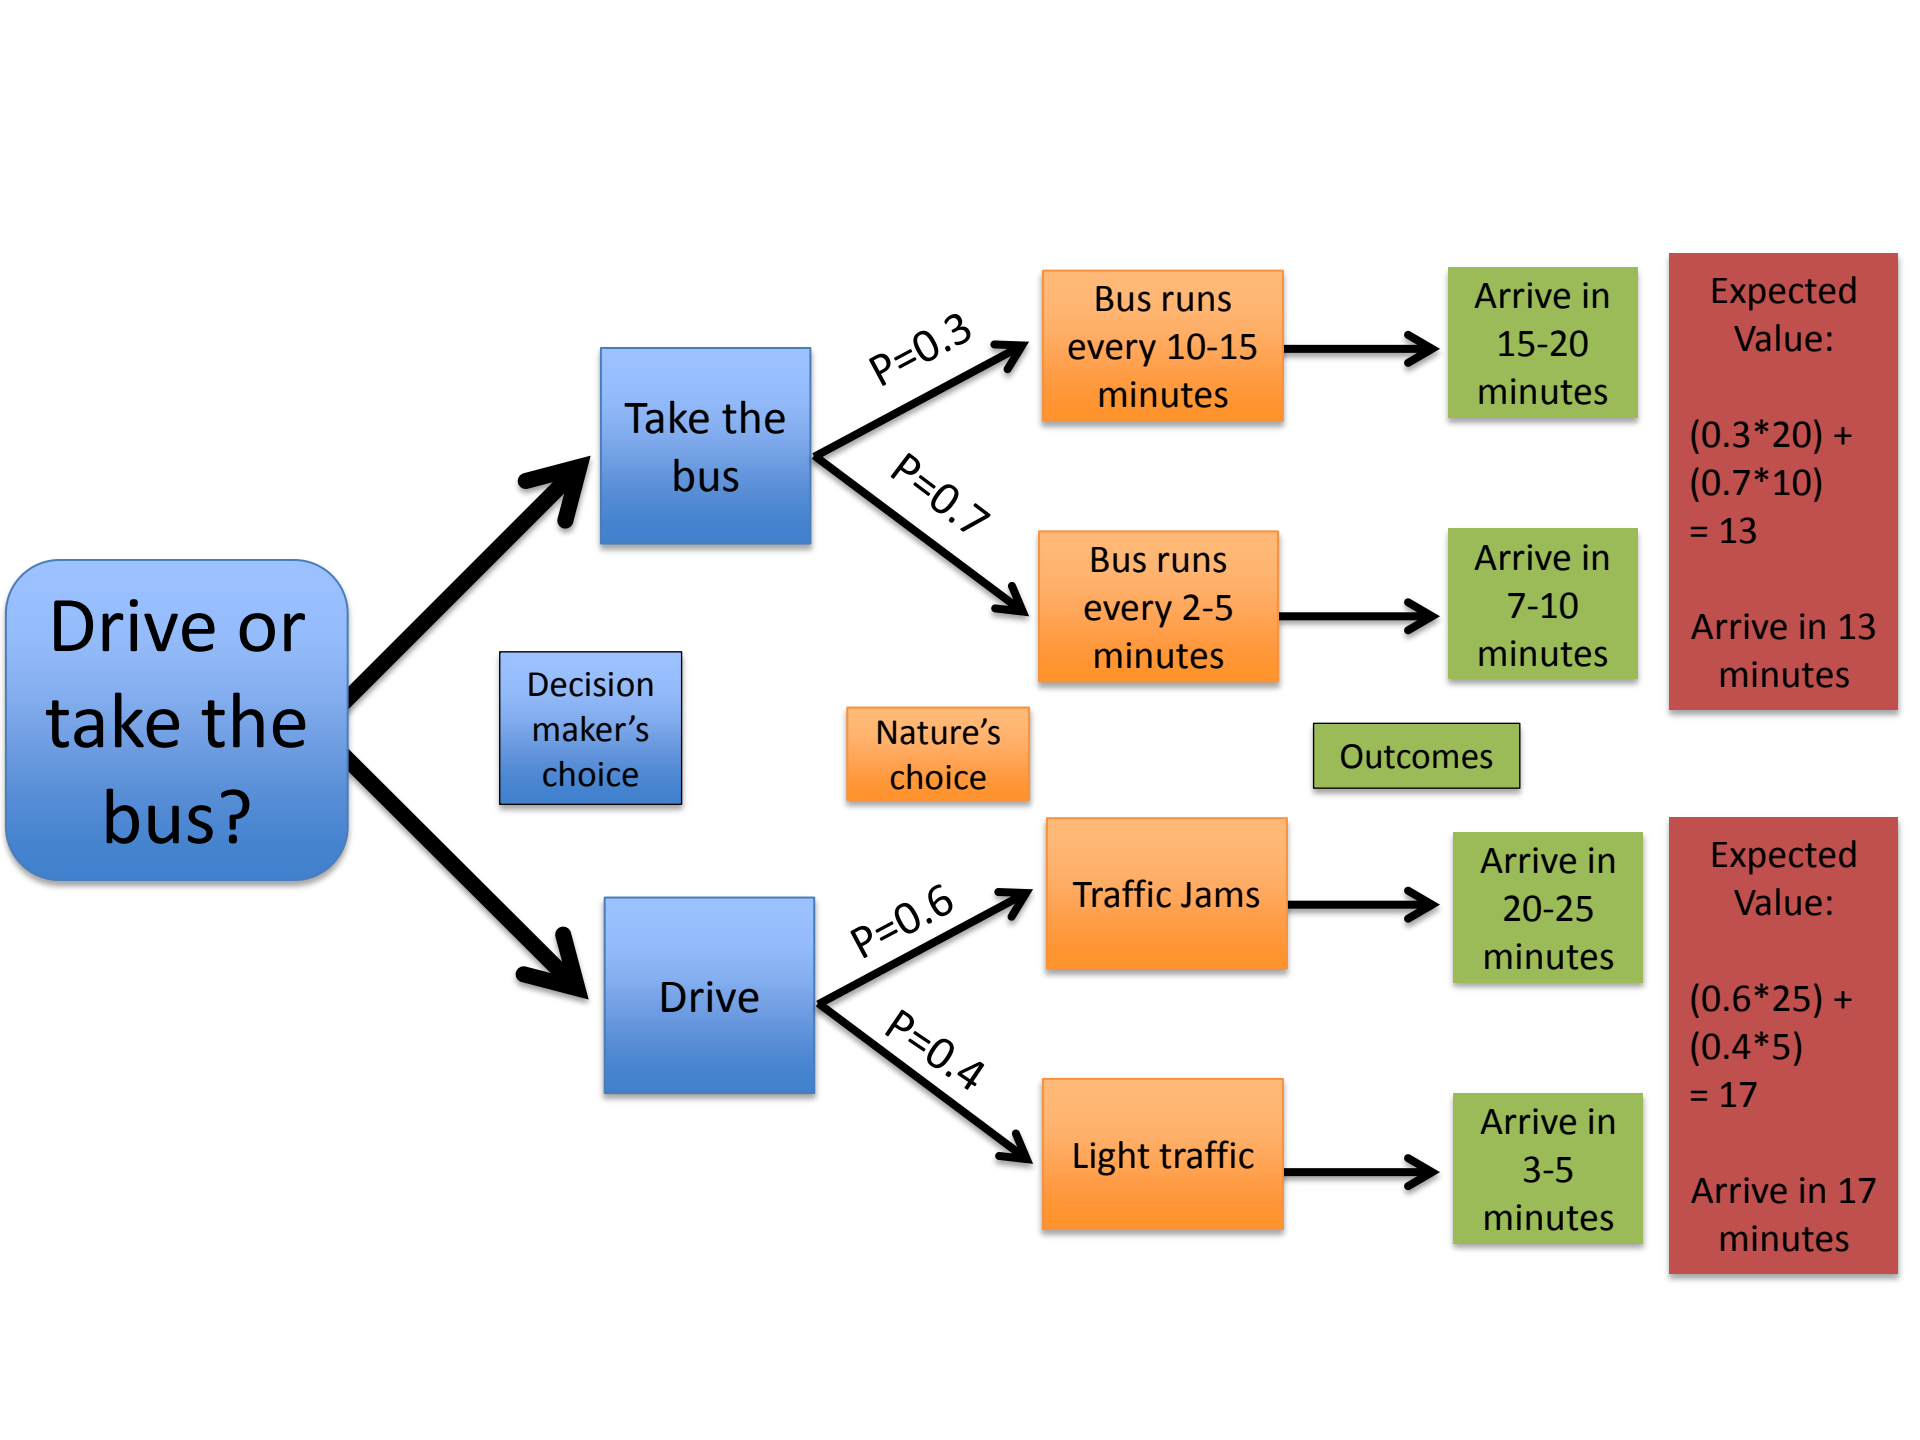 Drive or
take the
bus?
Take the
bus
P=0.3
P=0.7
Bus runs
every 10-15
minutes
Arrive in
15-20
minutes
Bus runs
every 2-5
minutes
Arrive in
7-10
minutes
Expected
Value:
(0.3*20) +
(0.7*10)
= 13
Arrive in 13
minutes
Decision
maker’s
choice
Nature’s
choice
Outcomes
Drive
P=0.6
P=0.4
Traffic Jams
Arrive in
20-25
minutes
Light traffic
Arrive in
3-5
minutes
Expected
Value:
(0.6*25) +
(0.4*5)
= 17
Arrive in 17
minutes